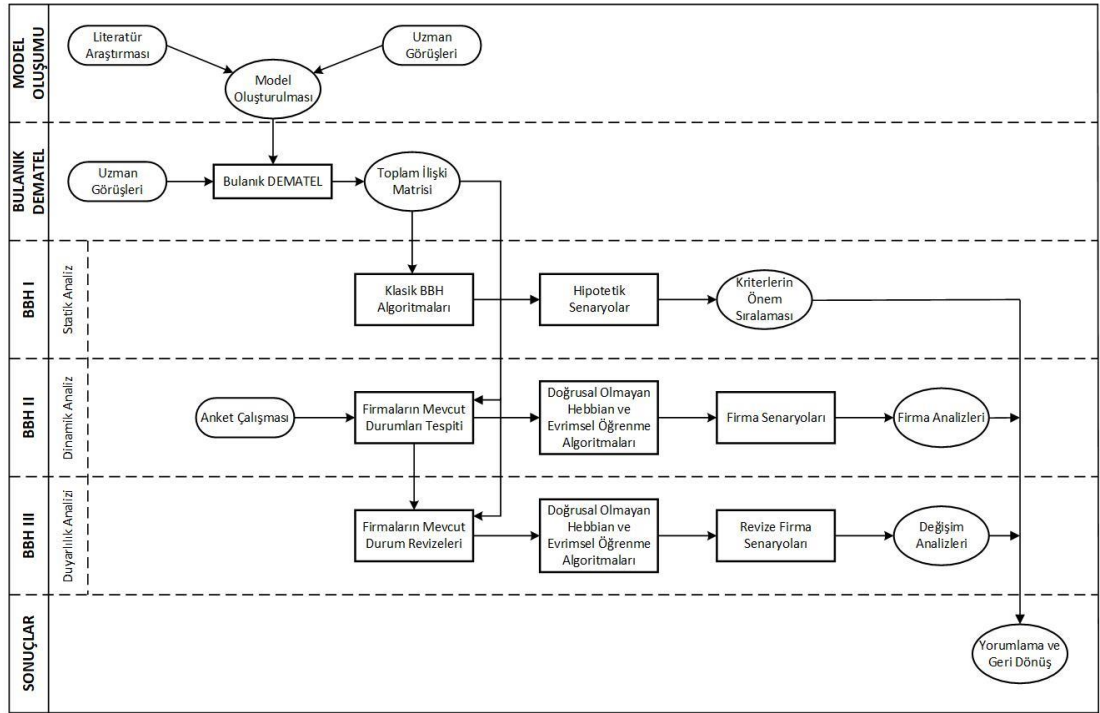 MODEL
OLUŞUMU
Literatür
Araştırması
Uzman
Görüşleri
Model
Oluşturulması
BULANIK
DEMATEL
Uzman
Görüşleri
Bulanık DEMATEL
Toplam İlişki
Matrisi
BBH I
Statik Analiz
Klasik BBH
Algoritmaları
Hipotetik
Senaryolar
Kriterlerin
Önem
Sıralaması
BBH II
Dinamik Analiz
Anket Çalışması
Firmaların Mevcut
Durumları Tespiti
Doğrusal Olmayan
Hebbian ve
Evrimsel Öğrenme
Algoritmaları
Firma Senaryoları
Firma Analizleri
BBH III
Duyarlılık Analizi
Firmaların Mevcut
Durum Revizeleri
Doğrusal Olmayan
Hebbian ve
Evrimsel Öğrenme
Algoritmaları
Revize Firma
Senaryoları
Değişim
Analizleri
SONUÇLAR
Yorumlama ve
Geri Dönüş